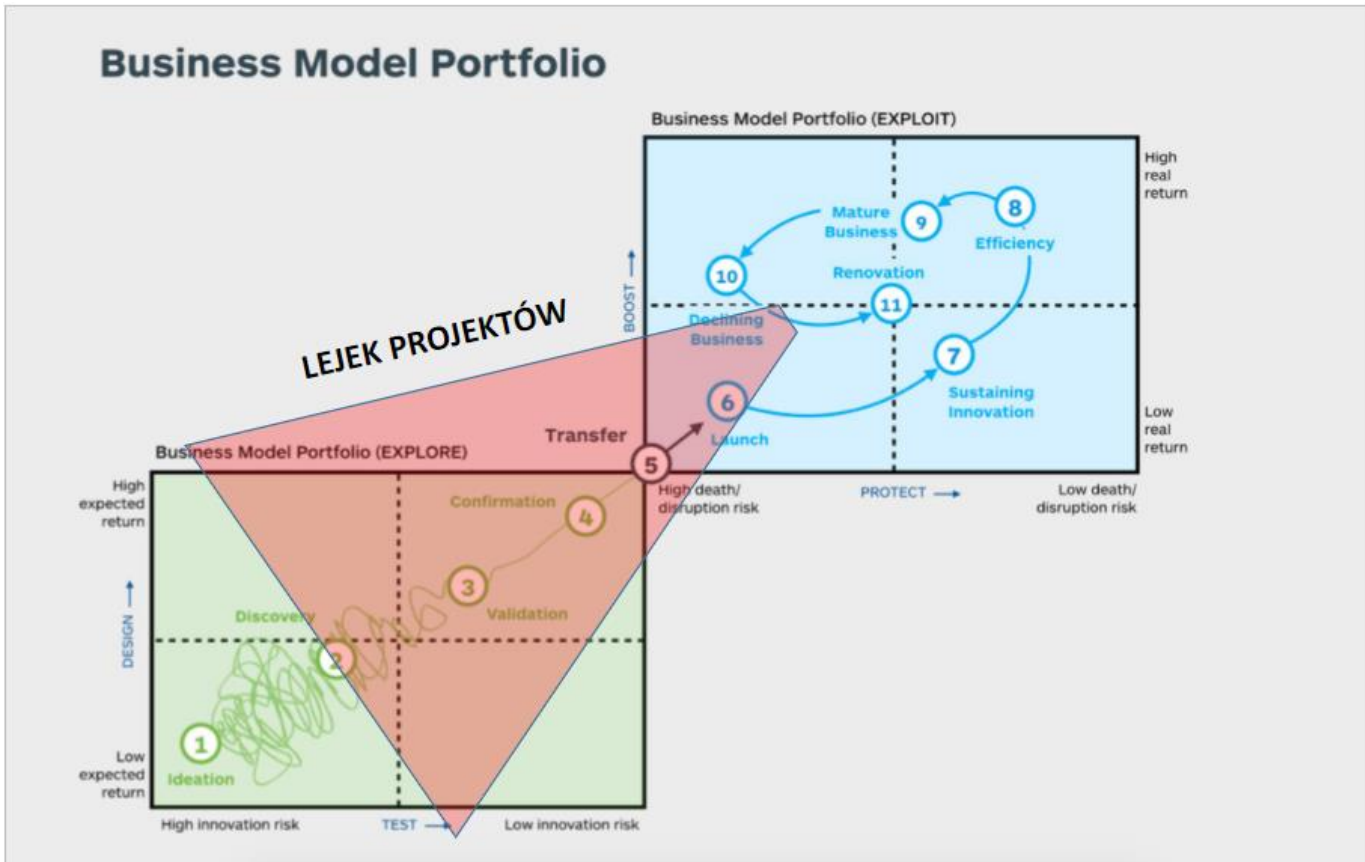 Business Model Portfolio
Business Model Portfolio (EXPLOIT)
High
real
return
8
Mature
Business
9
Efficiency
Renovation
10
BOOST
11
LEJEK PROJEKTÓW
Declining
Business
7
Sustaining
Innovation
6
Launch
Low
real
return
Transfer
5
Business Model Portfolio (EXPLORE)
High death/
disruption risk
PROTECT
Low death/
disruption risk
High
expected
return
Confirmation
4
3
Validation
Discovery
DESIGN
2
1
Ideation
Low
expected
return
High innovation risk
TEST
Low innovation risk